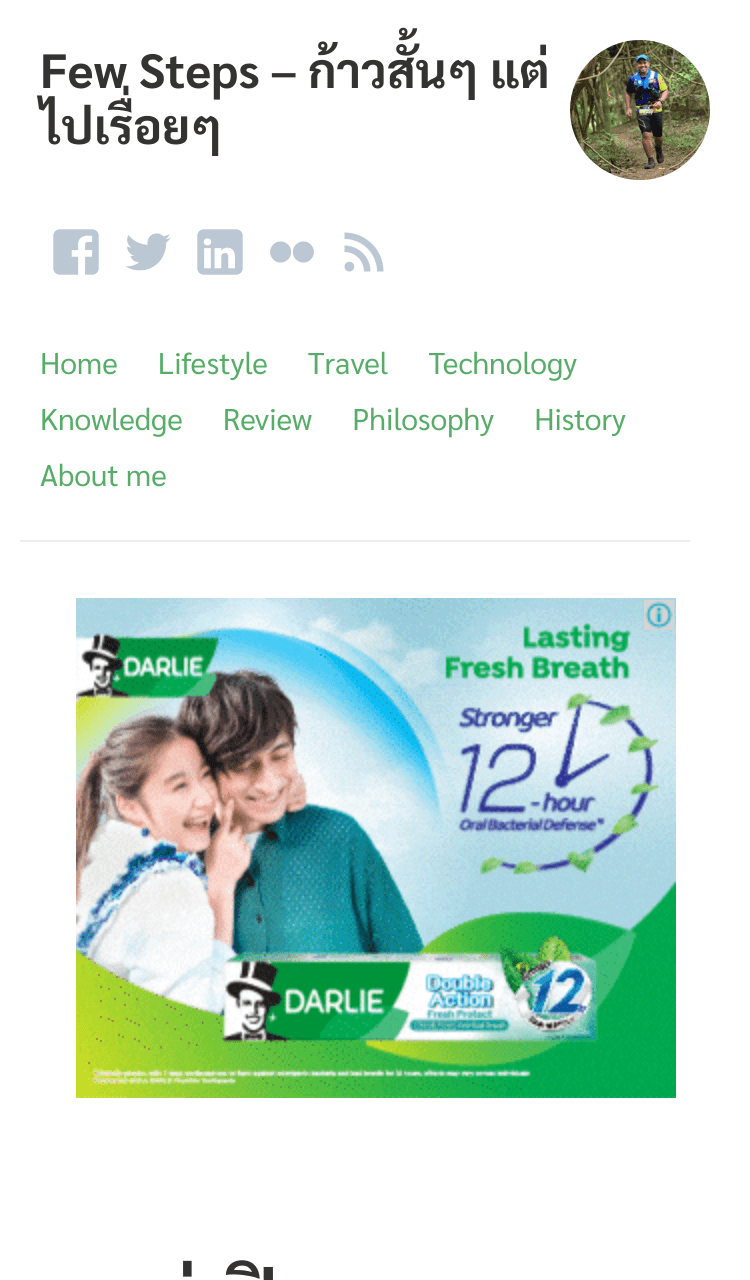 Few Steps – ก้าวสั้นๆ แต่
ไปเรื่อยๆ
Home Lifestyle Travel Technology
Knowledge Review Philosophy History
About me
DARLIE
Lasting
Fresh Breath
Stronger
12-hour
Oral Bacterial Defense*
DARLIE
Double
Action
Fresh Protect
12